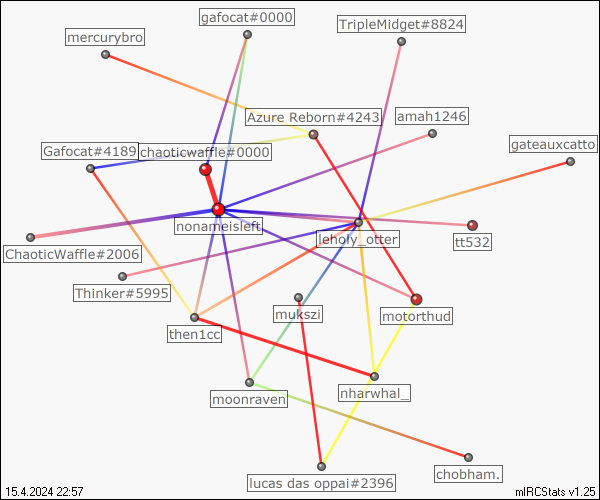 gafocat#0000
TripleMidget#8824
mercurybro
Azure Reborn#4243
amah1246
gateauxcatto
Gafocat#4189
chaoticwaffle#0000
nonameisleft
leholy_otter
tt532
ChaoticWaffle#2006
Thinker#5995
mukszi
motorthud
then1cc
nharwhal_
moonraven
lucas das oppai#2396
chobham.
15.4.2024 22:57
mIRCStats v1.25